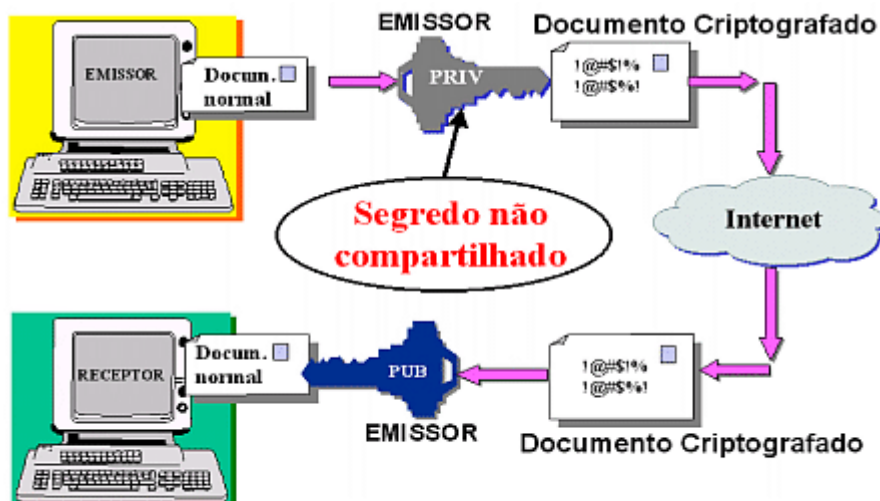 EMISSOR
Documento Criptografado
EMISSOR
Docum.
normal
PRIV
!@#$!%
!@#$%!
Segredo não
compartilhado
Internet
RECEPTOR
Docum.
normal
PUB
!@#$!%
!@#$%!
EMISSOR
Documento Criptografado